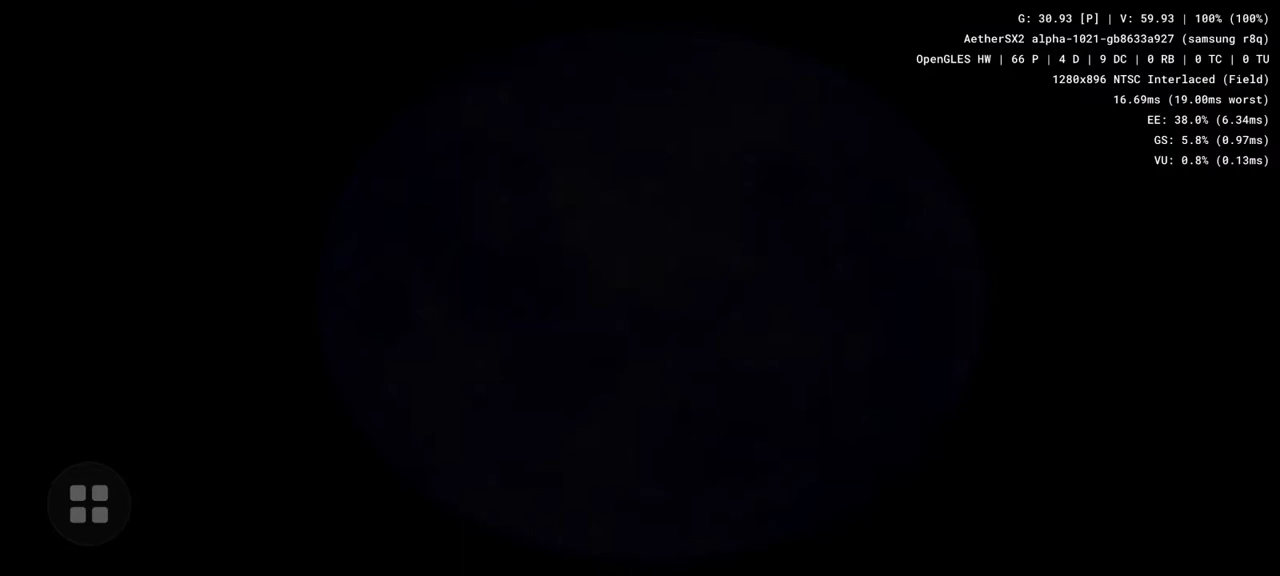 G: 30.93 [P] | V: 59.93 | 100% (100%)
AetherSX2 alpha-1021-gb8633a927 (samsung r8q)
OpenGLES HW | 66 P | 4 D | 9 DC | 0 RB | 0 TC | 0 TU
1280x896 NTSC Interlaced (Field)
16.69ms (19.00ms worst)
EE: 38.0% (6.34ms)
GS: 5.8% (0.97ms)
VU: 0.8% (0.13ms)